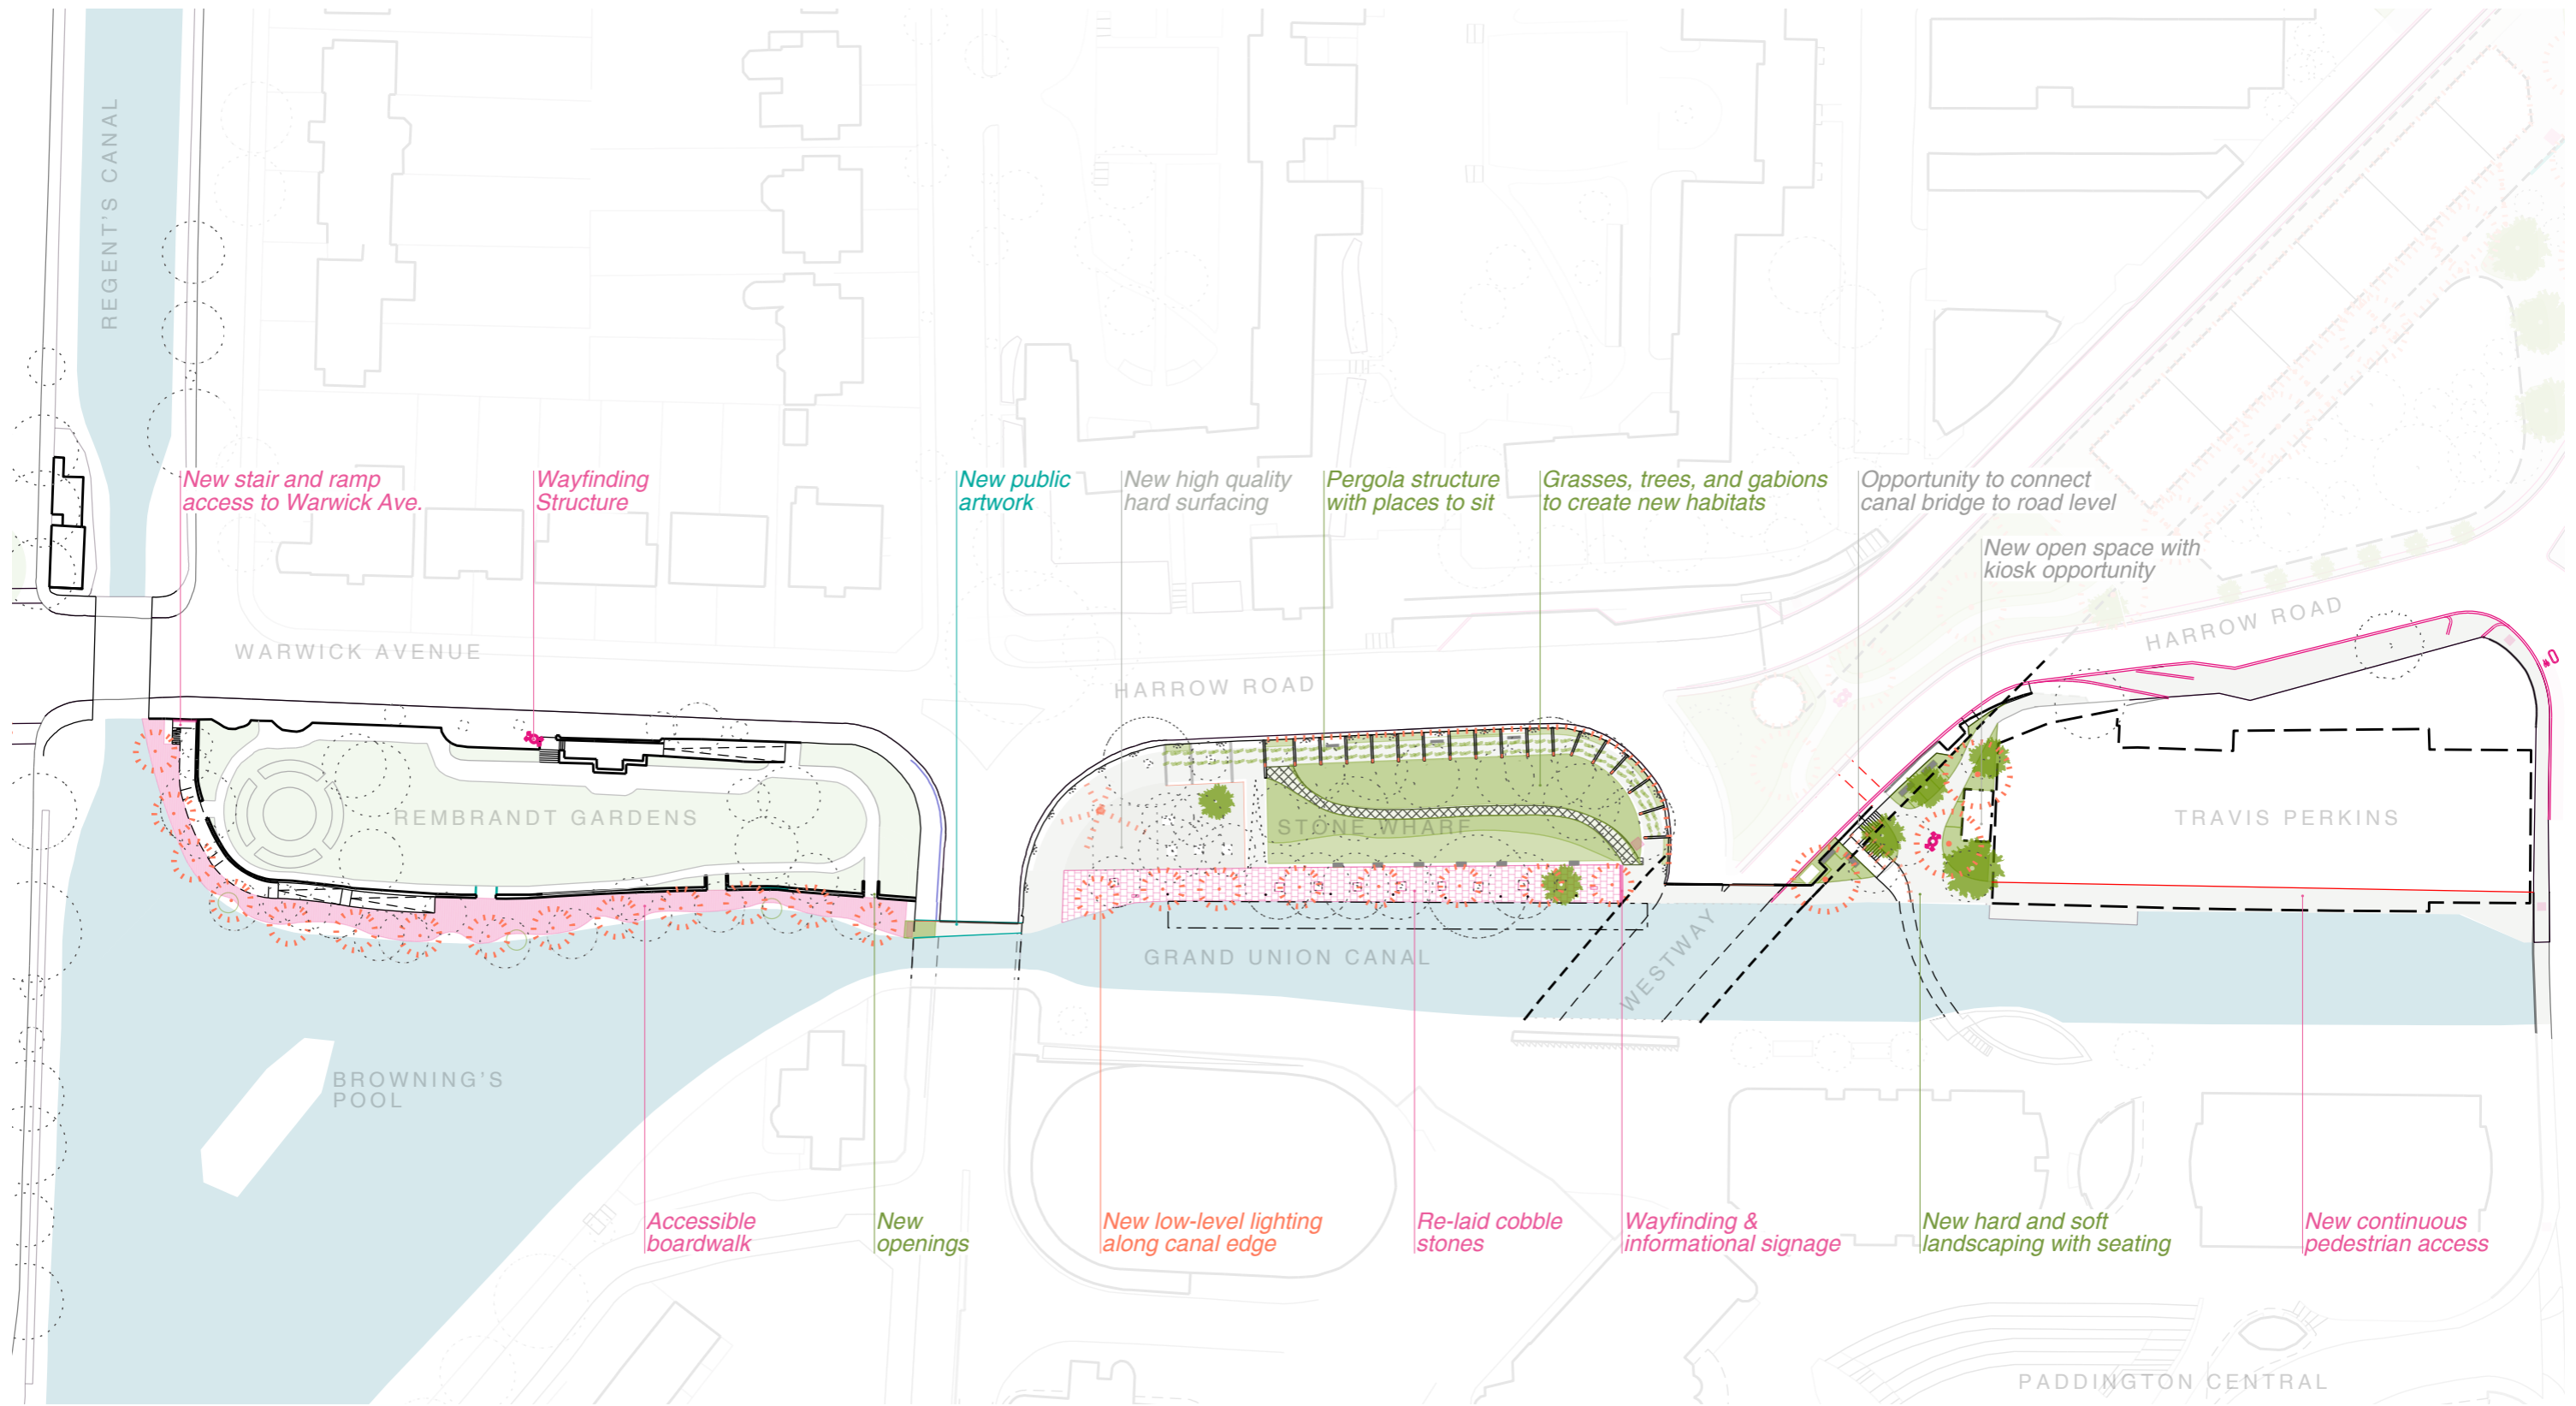 REGENT'S CANAL
New stair and ramp
access to Warwick Ave.
Wayfinding
Structure
New public
artwork
New high quality
hard surfacing
Pergola structure
with places to sit
Grasses, trees, and gabions
to create new habitats
Opportunity to connect
canal bridge to road level
New open space with
kiosk opportunity
WARWICK AVENUE
HARROW ROAD
HARROW ROAD
REMBRANDT GARDENS
STONE WHARF
TRAVIS PERKINS
GRAND UNION CANAL
WESTWAY
BROWNING'S
POOL
Accessible
boardwalk
New
openings
New low-level lighting
along canal edge
Re-laid cobble
stones
Wayfinding &
informational signage
New hard and soft
landscaping with seating
New continuous
pedestrian access
PADDINGTON CENTRAL